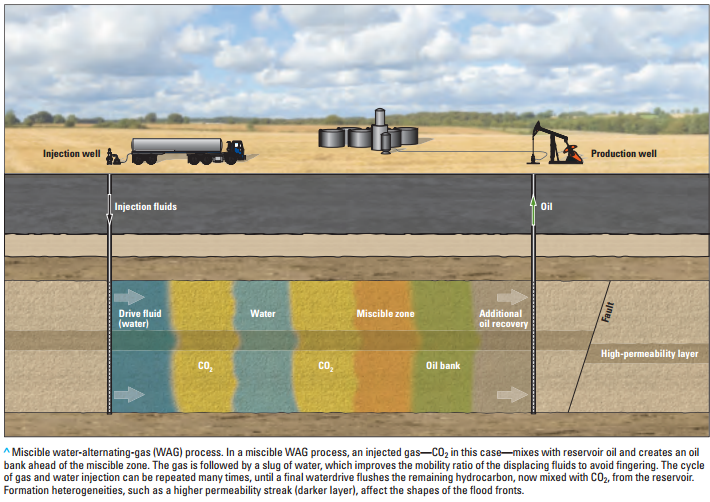 Injection well
Production well
Injection fluids
Oil
Drive fluid
(water)
Water
Miscible zone
Additional
oil recovery
Fault
High-permeability layer
CO₂
CO₂
Oil bank
^ Miscible water-alternating-gas (WAG) process. In a miscible WAG process, an injected gas—CO₂ in this case—mixes with reservoir oil and creates an oil
bank ahead of the miscible zone. The gas is followed by a slug of water, which improves the mobility ratio of the displacing fluids to avoid fingering. The cycle
of gas and water injection can be repeated many times, until a final waterdrive flushes the remaining hydrocarbon, now mixed with CO₂, from the reservoir.
Formation heterogeneities, such as a higher permeability streak (darker layer), affect the shapes of the flood fronts.